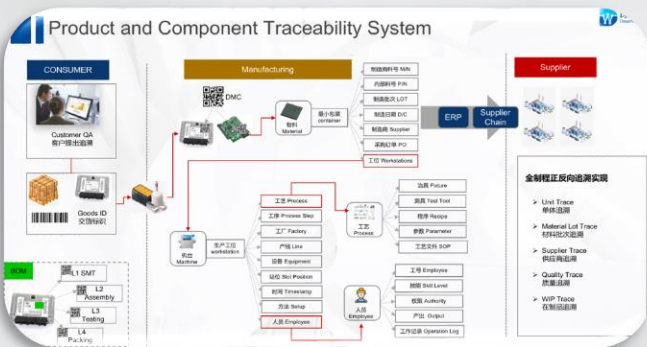 Product and Component Traceability System
CONSUMER
Customer QA
客户提出追溯
Goods ID
交货标识
BOM
L1 SMT
L2
Assembly
L3
Testing
L4
Packing
Manufacturing
DMC
物料
Material
最小包装
container
制造商料号 M/N
内部料号 P/N
制造批次 LOT
制造日期 D/C
制造商 Supplier
采购订单 PO
工位 Workstations
ERP
Supplier
Chain
机台
Machine
生产工位
workstation
工艺 Process
工序 Process Step
工厂 Factory
产线 Line
设备 Equipment
站位 Slot Position
时间 Timestamp
方法 Setup
人员 Employee
工艺
Process
治具 Fixture
测具 Test Tool
程序 Recipe
参数 Parameter
工艺文件 SOP
人员
Employee
工号 Employee
技能 Skill Level
权限 Authority
产出 Output
工作记录 Operation Log
Supplier
全制程正反向追溯实现
Unit Trace
单体追溯
Material Lot Trace
材料批次追溯
Supplier Trace
供应商追溯
Quality Trace
质量追溯
WIP Trace
在制品追溯